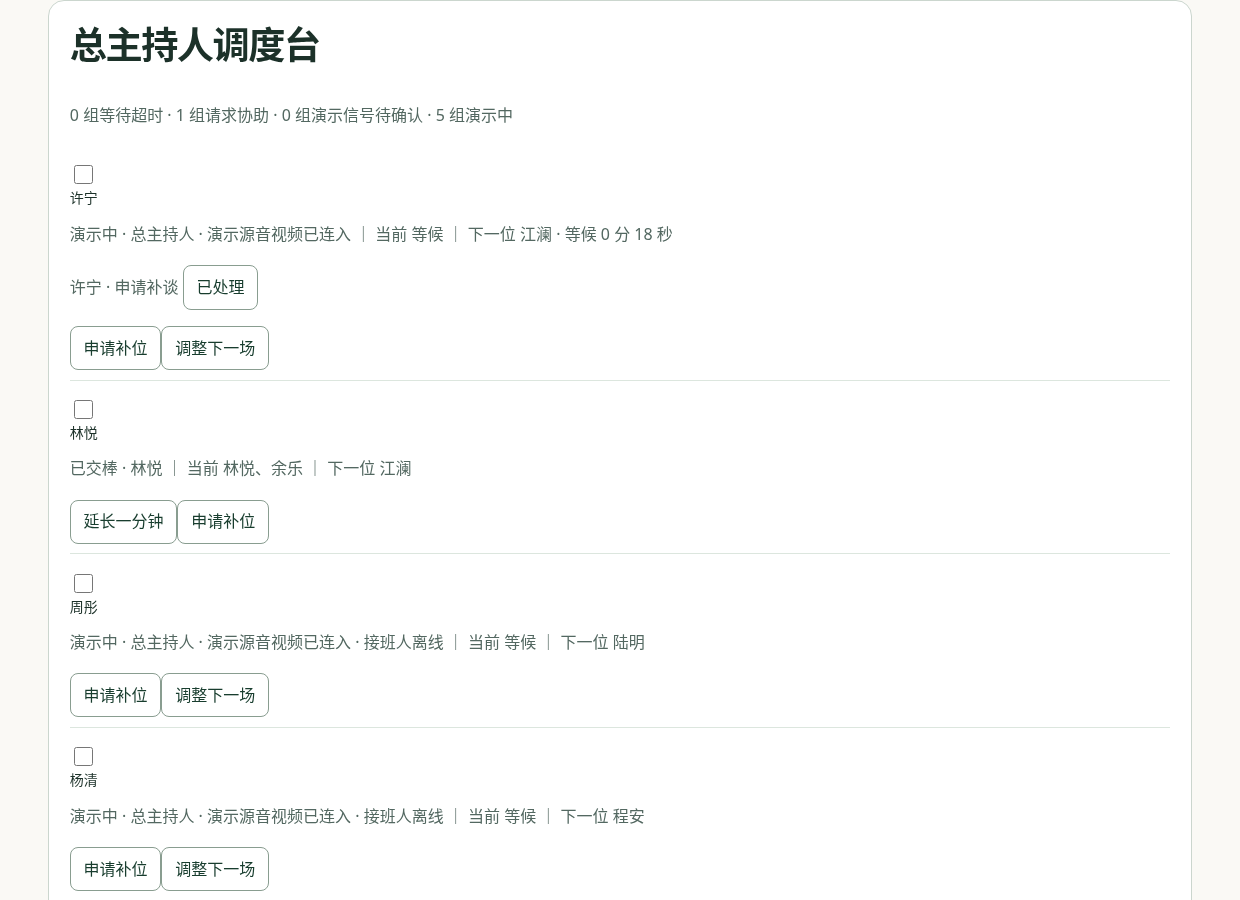 总主持人调度台
0 组等待超时 · 1 组请求协助 · 0 组演示信号待确认 · 5 组演示中
许宁
演示中 · 总主持人 · 演示源音视频已连入 ｜ 当前 等候 ｜ 下一位 江澜 · 等候 0 分 18 秒
许宁 · 申请补谈 已处理
申请补位 调整下一场
林悦
已交棒 · 林悦 ｜ 当前 林悦、余乐 ｜ 下一位 江澜
延长一分钟 申请补位
周彤
演示中 · 总主持人 · 演示源音视频已连入 · 接班人离线 ｜ 当前 等候 ｜ 下一位 陆明
申请补位 调整下一场
杨清
演示中 · 总主持人 · 演示源音视频已连入 · 接班人离线 ｜ 当前 等候 ｜ 下一位 程安
申请补位 调整下一场